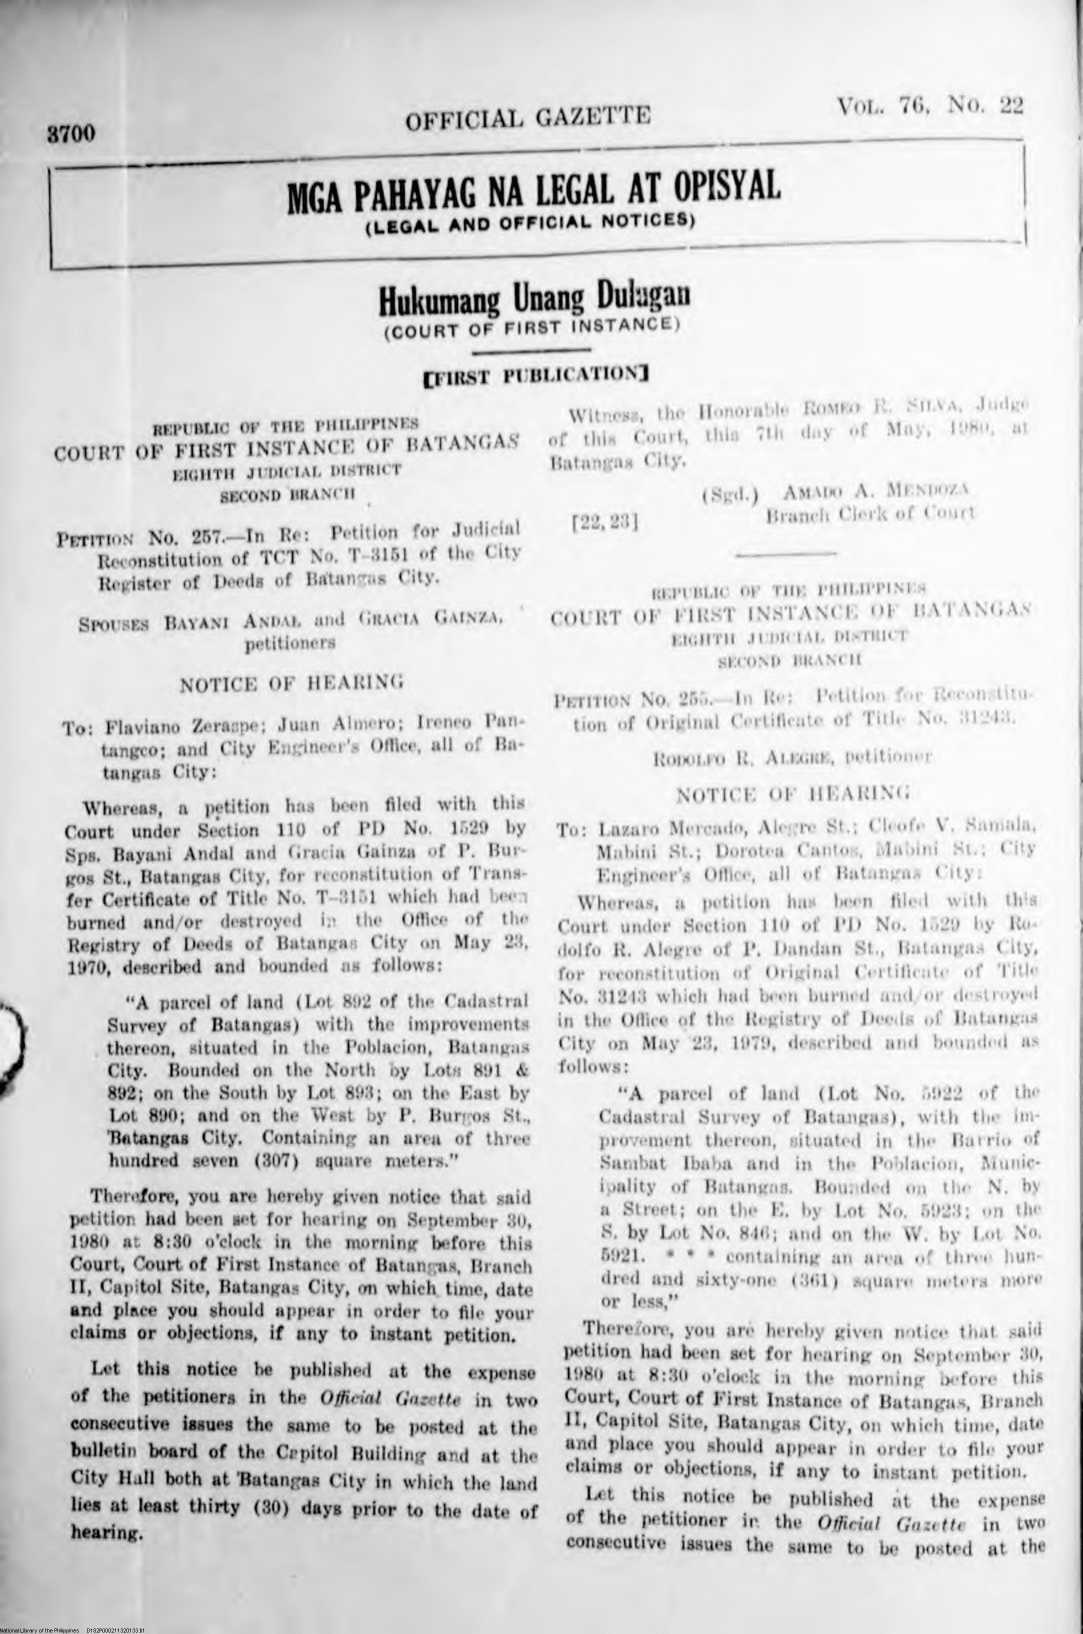 3700
OFFICIAL GAZETTE
VOL. 76, No. 22
MGA PAHAYAG NA LEGAL AT OPISYAL
(LEGAL AND OFFICIAL NOTICES)
Hukumang Unang Dulugan
(COURT OF FIRST INSTANCE)
[FIRST PUBLICATION]
REPUBLIC OF THE PHILIPPINES
COURT OF FIRST INSTANCE OF BATANGAS
EIGHTH JUDICIAL DISTRICT
SECOND BRANCH
PETITION No. 257.—In Re: Petition for Judicial
Reconstitution of TCT No. T-3151 of the City
Register of Deeds of Batangas City.
SPOUSES BAYANI ANDAL and GRACIA GAINZA,
petitioners
NOTICE OF HEARING
To: Flaviano Zeraspe; Juan Almero; Ireneo Pan-
tangco; and City Engineer's Office, all of Ba-
tangas City:
Whereas, a petition has been filed with this
Court under Section 110 of PD No. 1529 by
Sps. Bayani Andal and Gracia Gainza of P. Bur-
gos St., Batangas City, for reconstitution of Trans-
fer Certificate of Title No. T-3151 which had been
burned and/or destroyed in the Office of the
Registry of Deeds of Batangas City on May 23,
1970, described and bounded as follows:
"A parcel of land (Lot 892 of the Cadastral
Survey of Batangas) with the improvements
thereon, situated in the Poblacion, Batangas
City. Bounded on the North by Lots 891 &
892; on the South by Lot 893; on the East by
Lot 890; and on the West by P. Burgos St.,
Batangas City. Containing an area of three
hundred seven (307) square meters."
Therefore, you are hereby given notice that said
petition had been set for hearing on September 30,
1980 at 8:30 o'clock in the morning before this
Court, Court of First Instance of Batangas, Branch
II, Capitol Site, Batangas City, on which time, date
and place you should appear in order to file your
claims or objections, if any to instant petition.
Let this notice be published at the expense
of the petitioners in the Official Gazette in two
consecutive issues the same to be posted at the
bulletin board of the Capitol Building and at the
City Hall both at Batangas City in which the land
lies at least thirty (30) days prior to the date of
hearing.
Witness, the Honorable ROMEO R. SILVA, Judge
of this Court, this 7th day of May, 1980, at
Batangas City.
(Sgd.) AMADO A. MENDOZA
Branch Clerk of Court
[22, 23]
REPUBLIC OF THE PHILIPPINES
COURT OF FIRST INSTANCE OF BATANGAS
EIGHTH JUDICIAL DISTRICT
SECOND BRANCH
PETITION No. 255.—In Re: Petition for Reconstitu-
tion of Original Certificate of Title No. 31243.
RODOLFO R. ALEGRE, petitioner
NOTICE OF HEARING
To: Lazaro Mercado, Alegre St.; Cleofe V. Samala,
Mabini St.; Dorotea Cantos, Mabini St.; City
Engineer's Office, all of Batangas City:
Whereas, a petition has been filed with this
Court under Section 110 of PD No. 1529 by Ro-
dolfo R. Alegre of P. Dandan St., Batangas City,
for reconstitution of Original Certificate of Title
No. 31243 which had been burned and/or destroyed
in the Office of the Registry of Deeds of Batangas
City on May 23, 1979, described and bounded as
follows:
"A parcel of land (Lot No. 5922 of the
Cadastral Survey of Batangas), with the im-
provement thereon, situated in the Barrio of
Sambat Ibaba and in the Poblacion, Munic-
ipality of Batangas. Bounded on the N. by
a Street; on the E. by Lot No. 5923; on the
S. by Lot No. 846; and on the W. by Lot No.
5921. * * * containing an area of three hun-
dred and sixty-one (361) square meters more
or less,"
Therefore, you are hereby given notice that said
petition had been set for hearing on September 30,
1980 at 8:30 o'clock in the morning before this
Court, Court of First Instance of Batangas, Branch
II, Capitol Site, Batangas City, on which time, date
and place you should appear in order to file your
claims or objections, if any to instant petition.
Let this notice be published at the expense
of the petitioner in the Official Gazette in two
consecutive issues the same to be posted at the
National Library of the Philippines